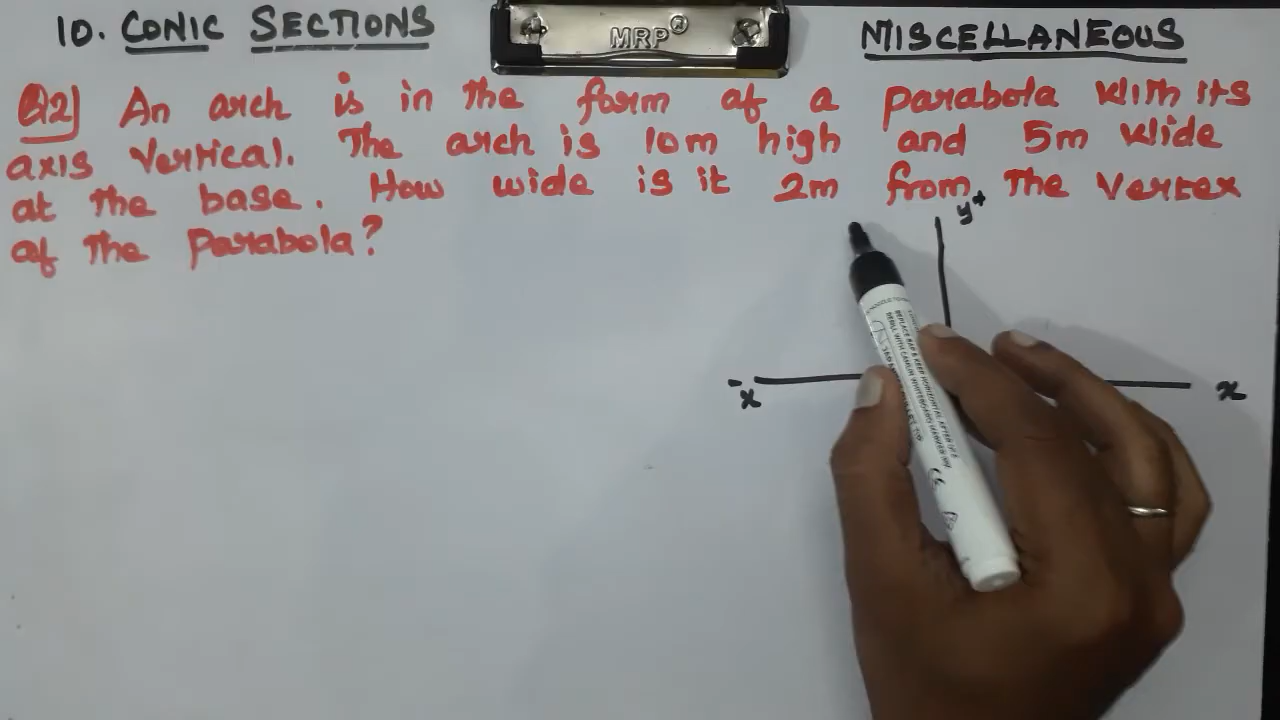 10. CONIC SECTIONS
MRP®
MISCELLANEOUS
Q2] An arch is in the form of a parabola with its
axis vertical. The arch is 10m high and 5m wide
at the base. How wide is it 2m from the vertex
of the parabola?
y+
-x
x
CE